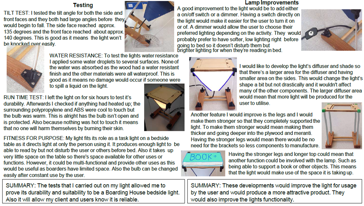 Testing
TILT TEST: I tested the tilt angle for both the side and
front faces and they both had large angles before, they
would begin to fall. The side face reached approx.
135 degrees and the front face reached about approx.
140 degrees. This is good as it means the light won't
be knocked over easily.
WATER RESISTANCE: To test the lights water resistance
I applied some water droplets to several surfaces. None of the
water was absorbed as the wood had a water resistant
finish and the other materials were all waterproof. This is
good as it means no damage would occur if someone were
to spill a liquid on the light.
RUN TIME TEST: I left the light on for six hours to test it's
durability. Afterwards I checked if anything had heated up; the
surrounding polypropylene and ABS were cool to touch but
the bulb was warm. This is alright has the bulb isn't open and
is protected. Also because nothing was hot to touch it means
that no one will harm themselves by burning their skin.
FITNESS FOR PURPOSE: My light fits its role as a task light on a bedside
table as it directs light at only the person using it. It produces enough light to be
able to read by but not disturb the user or others before bed. Also it takes up
very little space on the table so there's space available for other uses or
functions. However, it could be multi-functional and provide other uses as this
would be useful as boarders have limited space. Also the bulb can be changed
easily after constant use by the user.
SUMMARY: The tests that I carried out on my light allowed me to
prove its durability and suitability to be a Boarding House bedside light.
Also it will allow my client and users know it is reliable.
Lamp Improvements
A good improvement to the light would be to add either
a on/off switch or a dimmer. Having a switch directly on
the light would make it easier for the user to turn it on
or of. A dimmer would allow the user to choose their
preferred lighting depending on the activity. They would
probably prefer to have softer, low lighting light before
going to bed so it doesn't disturb them but
brighter lighting for when they're reading in bed.
I would like to develop the light's diffuser and shade so
that there's a larger area for the diffuser and having
smaller area on the sides. This would change the light's
shape a bit but not drastically and it wouldn't affect
many of the other components. The larger diffused area
would mean that more light will be produced for the
user to utilise.
Another feature I would improve is the legs and I would
make them stronger so that they completely supported the
light. To make them stronger would mean making them
thicker and going deeper into the plywood and meranti.
Having the stronger legs would mean there would be no
need for the brackets so less components to manufacture.
Having the stronger legs and longer top could mean that
another function could be involved with the lamp. Such as
being able to support a book or other objects. This means
that the light would make use of the space it is taking up.
BOOK
SUMMARY: These developments would improve the light for usage
by the user and would produce a more attractive product. They
would also improve the lights functionality.